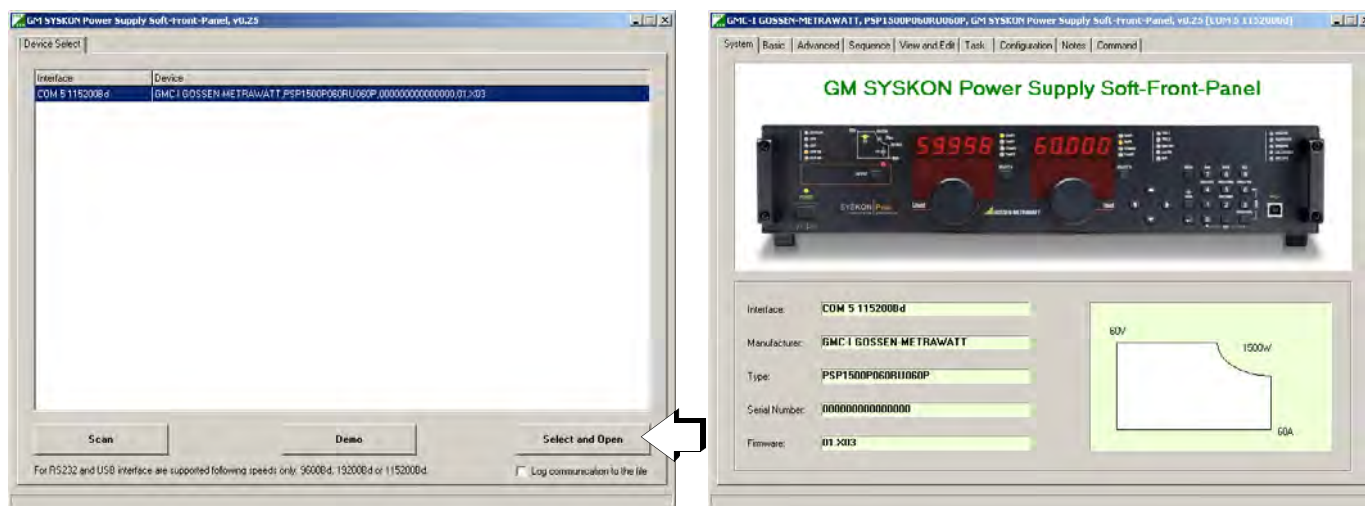 GM SYSKON Power Supply Soft-Front-Panel, v0.25
Device Select
Interface Device
COM 5 115200Bd GMC-I GOSSEN-METRAWATT,PSP1500P060RU060P,000000000000000,01.X03
Scan Demo Select and Open
For RS232 and USB interface are supported following speeds only: 9600Bd, 19200Bd or 115200Bd.
Log communication to the file
GMC-I GOSSEN-METRAWATT, PSP1500P060RU060P, GM SYSKON Power Supply Soft-Front-Panel, v0.25 [COM 5 115200Bd]
System Basic Advanced Sequence View and Edit Task Configuration Notes Command
GM SYSKON Power Supply Soft-Front-Panel
59.998 60.000
POWER
SYSKON
GOSSEN METRAWATT
Interface: COM 5 115200Bd
Manufacturer: GMC-I GOSSEN-METRAWATT
Type: PSP1500P060RU060P
Serial Number: 000000000000000
Firmware: 01.X03
60V
1500W
60A